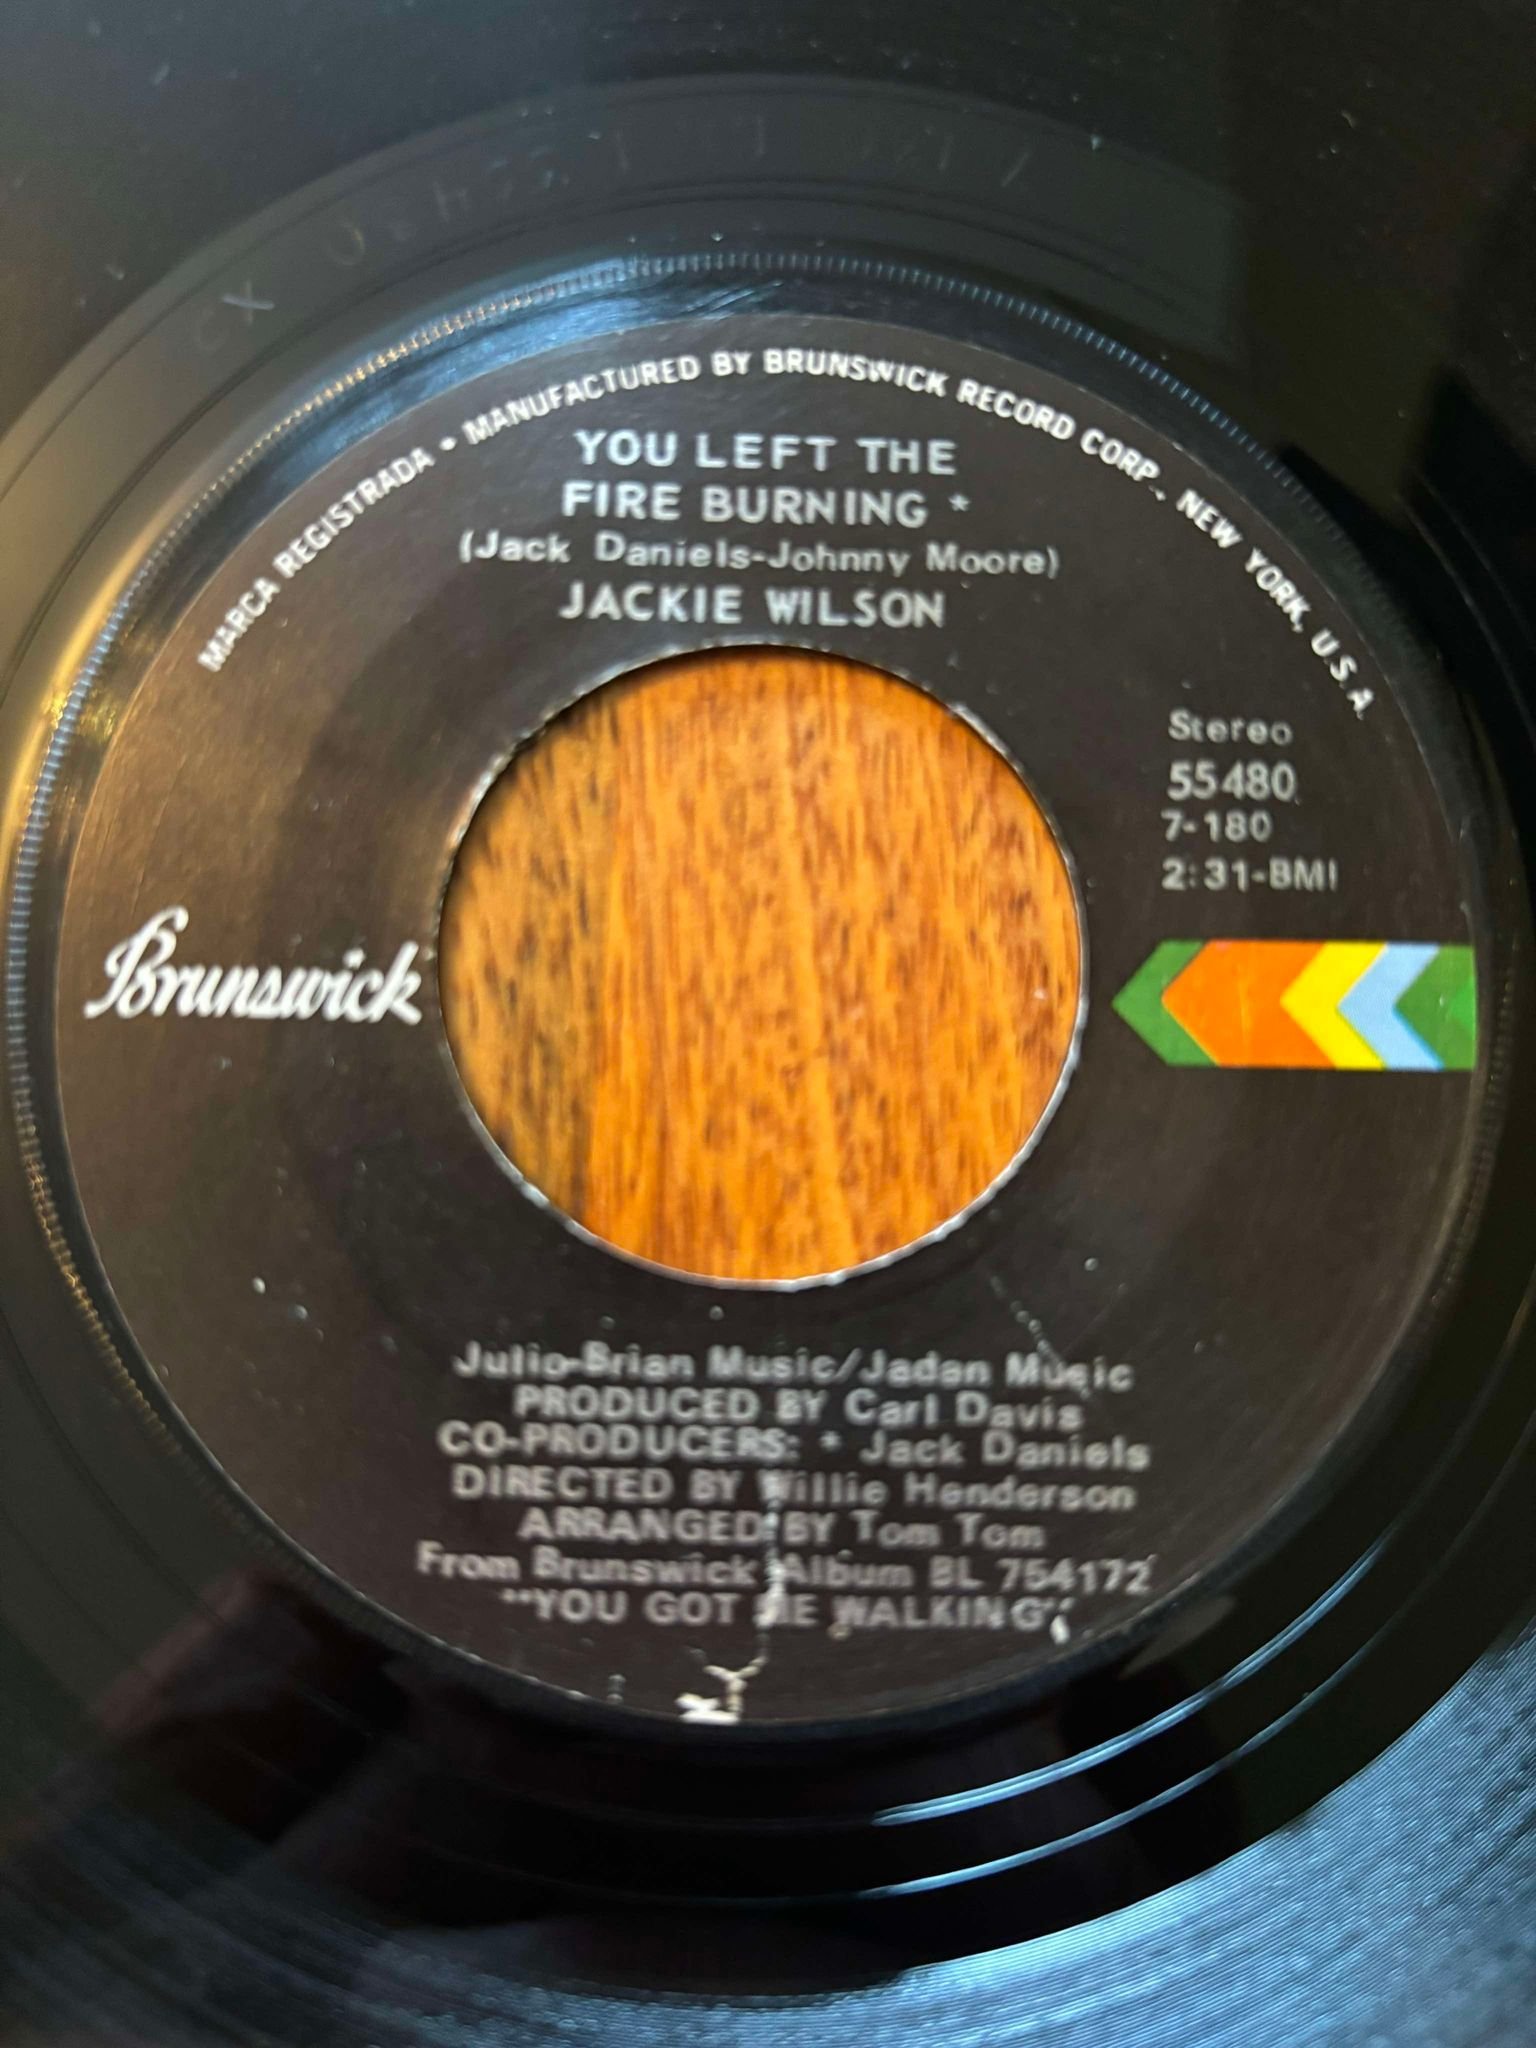 MARCA REGISTRADA • MANUFACTURED BY BRUNSWICK RECORD CORP., NEW YORK, U.S.A.
YOU LEFT THE
FIRE BURNING *
(Jack Daniels-Johnny Moore)
JACKIE WILSON
Stereo
55480
7-180
2:31-BMI
Brunswick
Julio-Brian Music/Jadan Music
PRODUCED BY Carl Davis
CO-PRODUCERS: * Jack Daniels
DIRECTED BY Willie Henderson
ARRANGED BY Tom Tom
From Brunswick Album BL 754172
"YOU GOT ME WALKING"